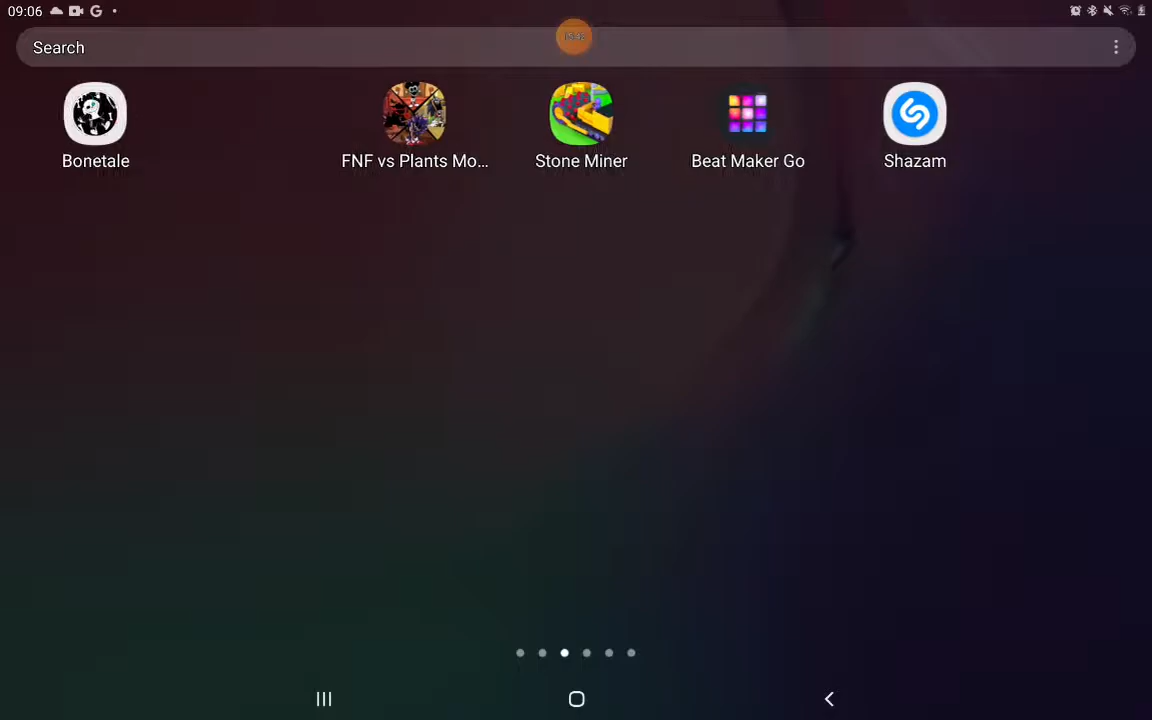 09:06
Search
Bonetale
FNF vs Plants Mo...
Stone Miner
Beat Maker Go
Shazam